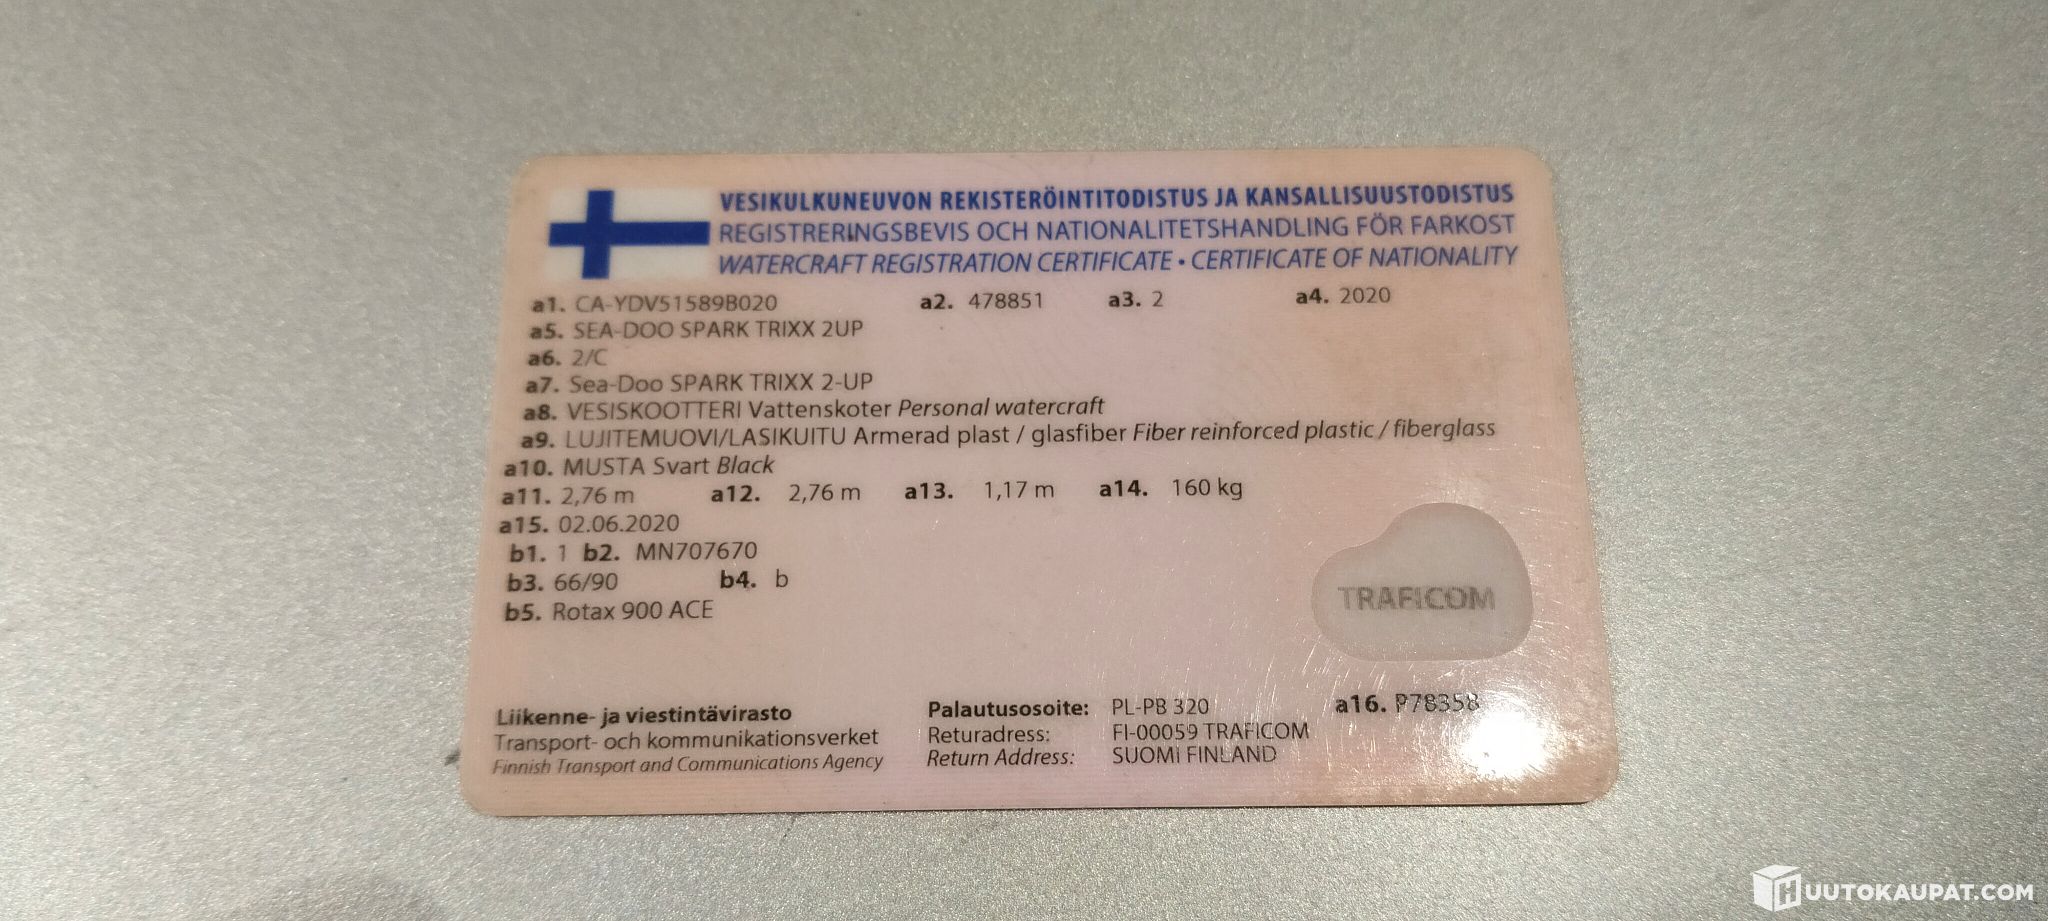 VESIKULKUNEUVON REKISTERÖINTITODISTUS JA KANSALLISUUSTODISTUS
REGISTRERINGSBEVIS OCH NATIONALITETSHANDLING FÖR FARKOST
WATERCRAFT REGISTRATION CERTIFICATE • CERTIFICATE OF NATIONALITY
a1. CA-YDV51589B020 a2. 478851 a3. 2 a4. 2020
a5. SEA-DOO SPARK TRIXX 2UP
a6. 2/C
a7. Sea-Doo SPARK TRIXX 2-UP
a8. VESISKOOTTERI Vattenskoter Personal watercraft
a9. LUJITEMUOVI/LASIKUITU Armerad plast / glasfiber Fiber reinforced plastic / fiberglass
a10. MUSTA Svart Black
a11. 2,76 m a12. 2,76 m a13. 1,17 m a14. 160 kg
a15. 02.06.2020
b1. 1 b2. MN707670
b3. 66/90 b4. b
b5. Rotax 900 ACE
TRAFICOM
Liikenne- ja viestintävirasto Palautusosoite: PL-PB 320 a16. P78358
Transport- och kommunikationsverket Returadress: FI-00059 TRAFICOM
Finnish Transport and Communications Agency Return Address: SUOMI FINLAND
HUUTOKAUPAT.COM